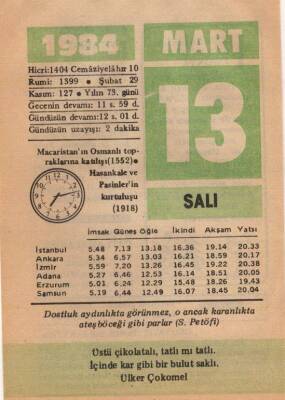 1984
MART
13
SALI
Hicri:1404 Cemâziyelâhır 10
Rumi: 1399 • Şubat 29
Kasım: 127 • Yılın 73. günü
Gecenin devamı: 11 s. 59 d.
Gündüzün devamı:12 s. 01 d.
Gündüzün uzayışı: 2 dakika
Macaristan'ın Osmanlı top-
raklarına katılışı(1552) •
Hasankale ve
Pasinler'in
kurtuluşu
(1918)
İmsak Güneş Öğle İkindi Akşam Yatsı
İstanbul 5.48 7.13 13.18 16.36 19.14 20.33
Ankara 5.34 6.57 13.03 16.21 18.59 20.17
İzmir 5.59 7.20 13.26 16.45 19.22 20.38
Adana 5.27 6.46 12.53 16.14 18.51 20.05
Erzurum 5.01 6.24 12.29 15.48 18.26 19.43
Samsun 5.19 6.44 12.49 16.07 18.45 20.04
Dostluk aydınlıkta görünmez, o ancak karanlıkta
ateşböceği gibi parlar (S. Petöfi)
Üstü çikolatalı, tatlı mı tatlı.
İçinde kar gibi bir bulut saklı.
Ülker Çokomel